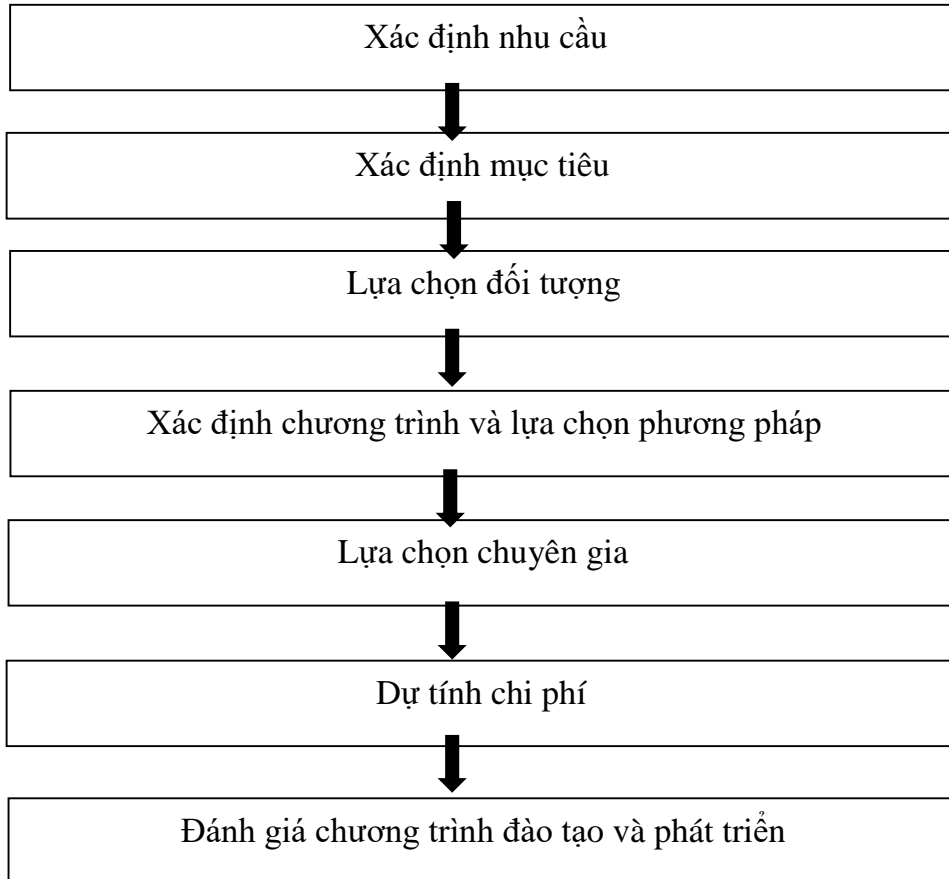 Xác định nhu cầu
Xác định mục tiêu
Lựa chọn đối tượng
Xác định chương trình và lựa chọn phương pháp
Lựa chọn chuyên gia
Dự tính chi phí
Đánh giá chương trình đào tạo và phát triển